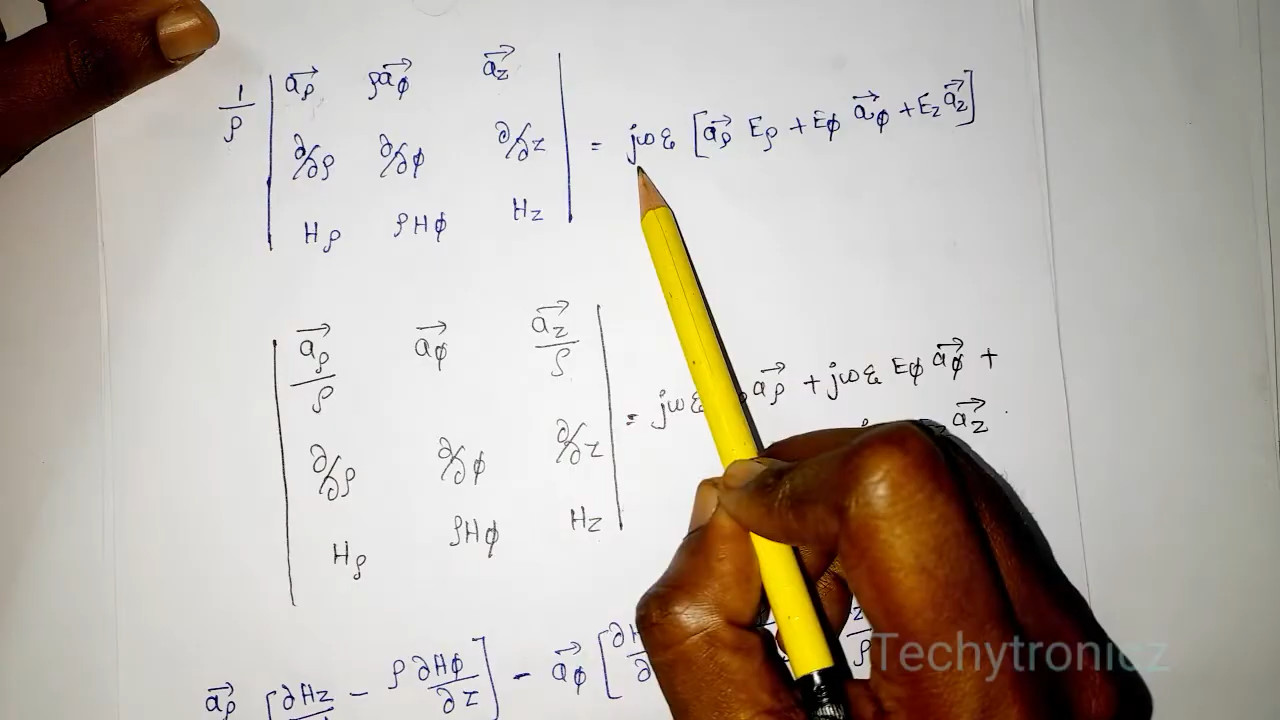 1/ρ | a⃗ρ ρa⃗ϕ a⃗z |
| ∂/∂ρ ∂/∂ϕ ∂/∂z | = jωε [a⃗ρ Eρ + Eϕ a⃗ϕ + Ez a⃗z]
| Hρ ρHϕ Hz |
| a⃗ρ/ρ a⃗ϕ a⃗z/ρ |
| ∂/∂ρ ∂/∂ϕ ∂/∂z | = jωε a⃗ρ + jωε Eϕ a⃗ϕ +
a⃗z
| Hρ ρHϕ Hz |
a⃗ρ [∂Hz − ρ∂Hϕ/∂z] − a⃗ϕ [∂H
Techytronicz